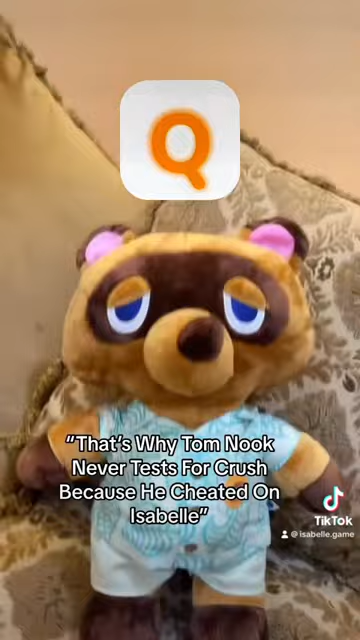 Q
"That's Why Tom Nook
Never Tests For Crush
Because He Cheated On
Isabelle"
TikTok
@isabelle.game